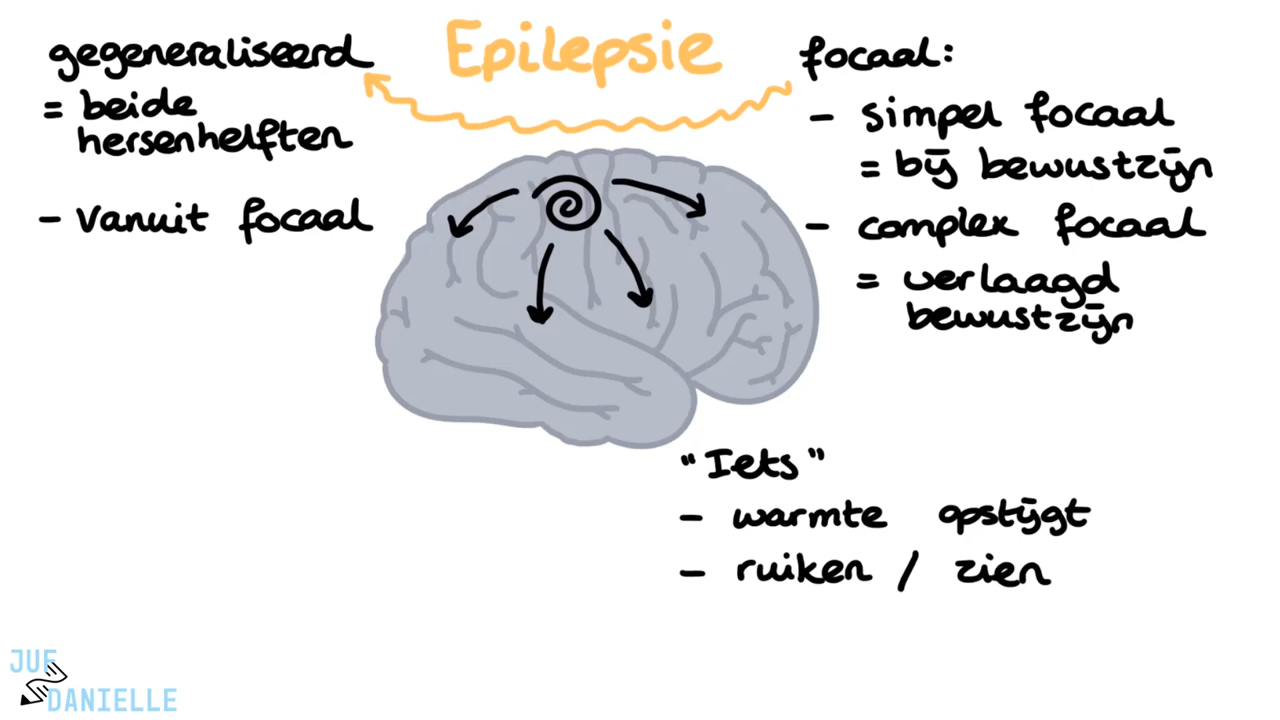 Epilepsie
gegeneraliseerd
= beide
hersenhelften
- vanuit focaal
focaal:
- simpel focaal
= bij bewustzijn
- complex focaal
= verlaagd
bewustzijn
"Iets"
- warmte opstijgt
- ruiken / zien
JUF
DANIELLE